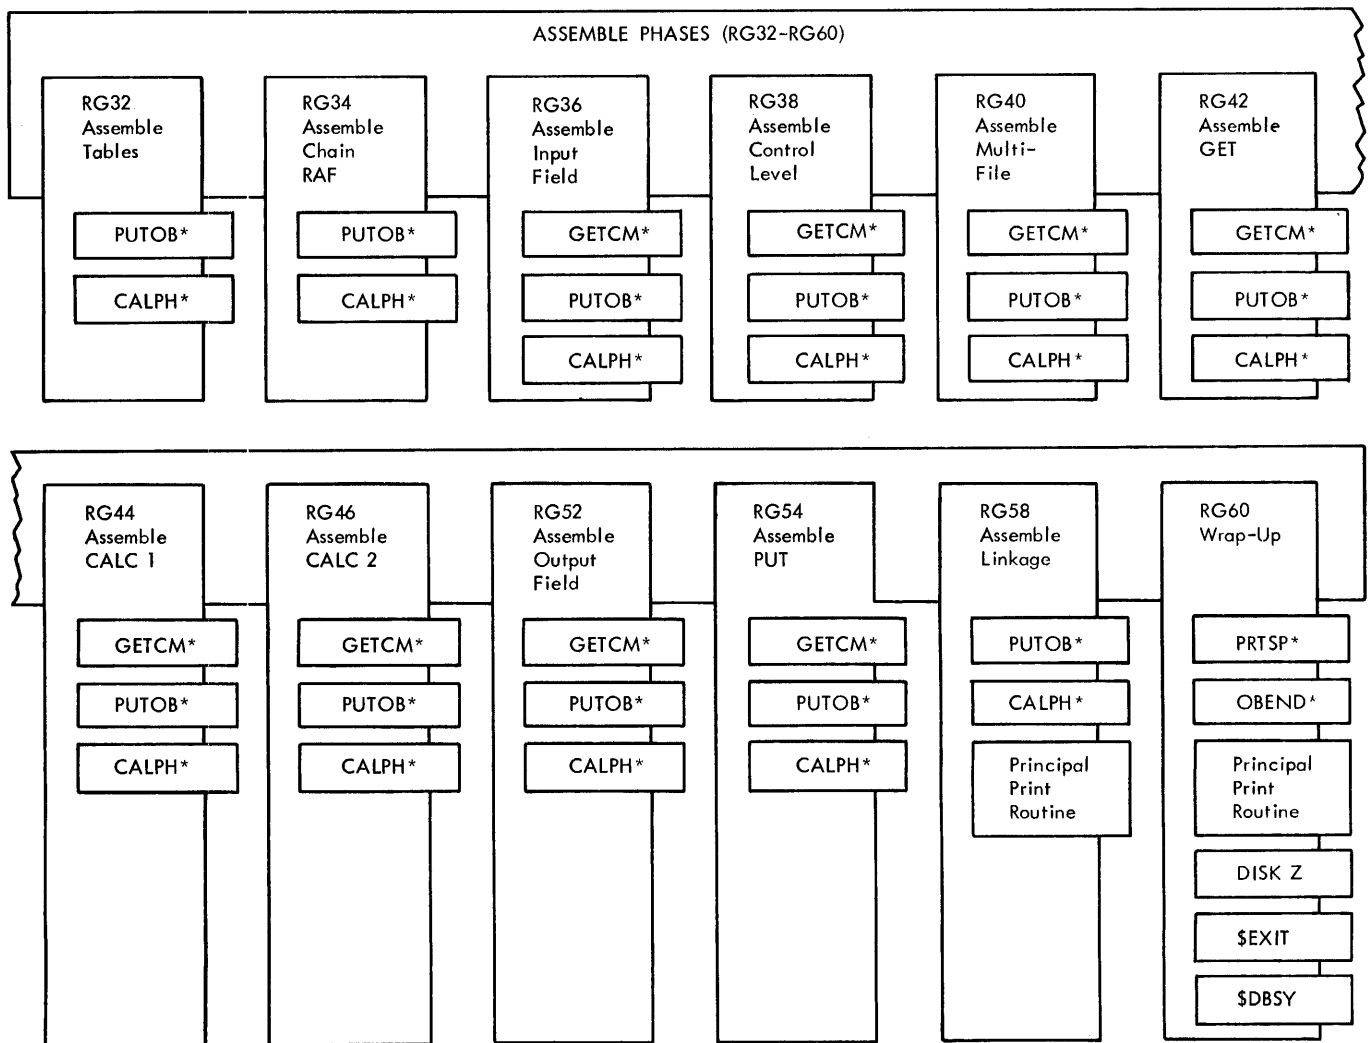 ASSEMBLE PHASES (RG32-RG60)
RG32
Assemble
Tables
PUTOB*
CALPH*
RG34
Assemble
Chain
RAF
PUTOB*
CALPH*
RG36
Assemble
Input
Field
GETCM*
PUTOB*
CALPH*
RG38
Assemble
Control
Level
GETCM*
PUTOB*
CALPH*
RG40
Assemble
Multi-
File
GETCM*
PUTOB*
CALPH*
RG42
Assemble
GET
GETCM*
PUTOB*
CALPH*
RG44
Assemble
CALC 1
GETCM*
PUTOB*
CALPH*
RG46
Assemble
CALC 2
GETCM*
PUTOB*
CALPH*
RG52
Assemble
Output
Field
GETCM*
PUTOB*
CALPH*
RG54
Assemble
PUT
GETCM*
PUTOB*
CALPH*
RG58
Assemble
Linkage
PUTOB*
CALPH*
Principal
Print
Routine
RG60
Wrap-Up
PRTSP*
OBEND*
Principal
Print
Routine
DISK Z
$EXIT
$DBSY